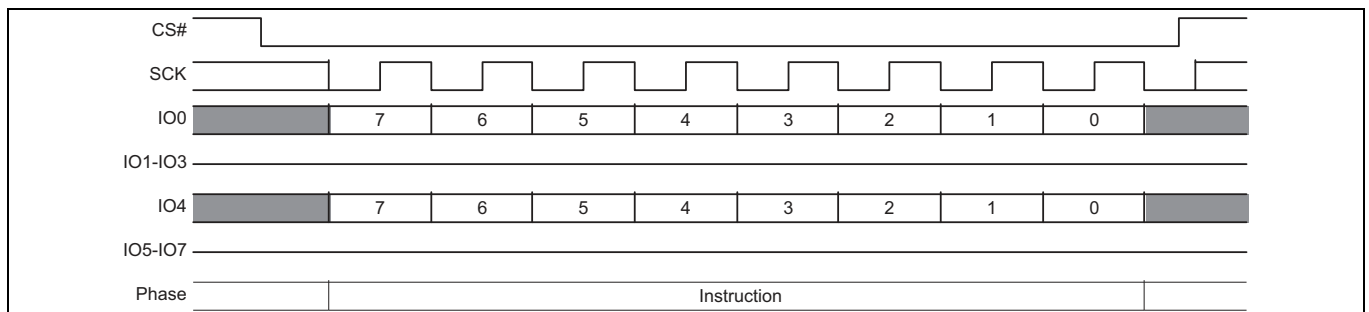 CS#
SCK
IO0 7 6 5 4 3 2 1 0
IO1-IO3
IO4 7 6 5 4 3 2 1 0
IO5-IO7
Phase Instruction